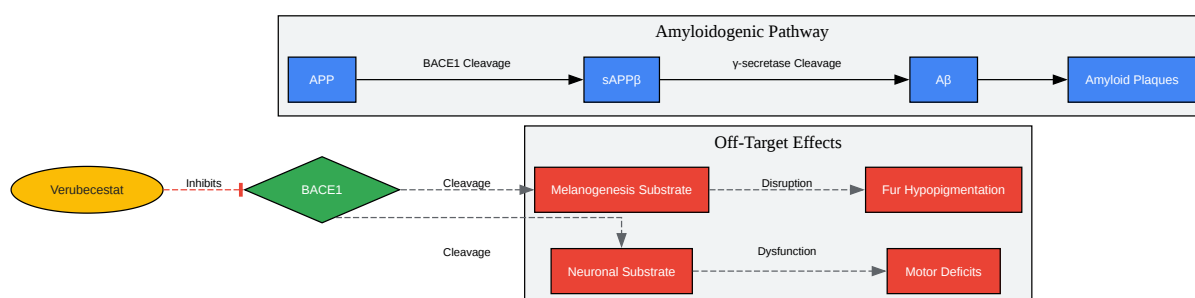 Amyloidogenic Pathway
APP
BACE1 Cleavage
sAPPβ
γ-secretase Cleavage
Aβ
Amyloid Plaques
Off-Target Effects
Verubecestat
Inhibits
BACE1
Cleavage
Melanogenesis Substrate
Disruption
Fur Hypopigmentation
Cleavage
Neuronal Substrate
Dysfunction
Motor Deficits